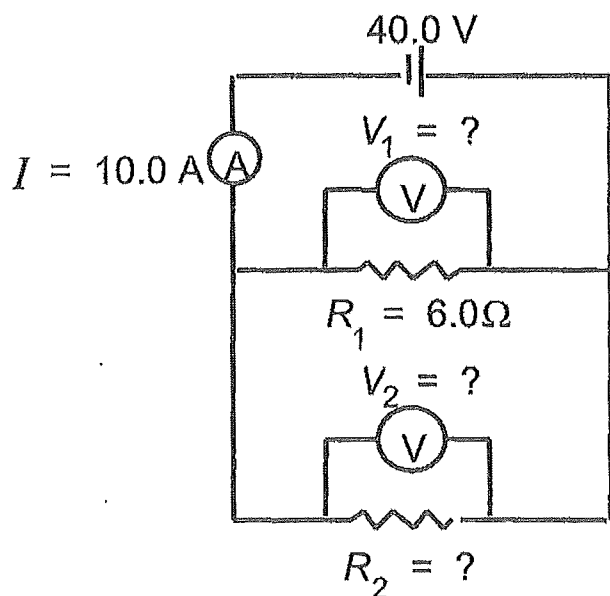 40.0 V
V₁ = ?
I = 10.0 A
A
V
R₁ = 6.0Ω
V₂ = ?
V
R₂ = ?